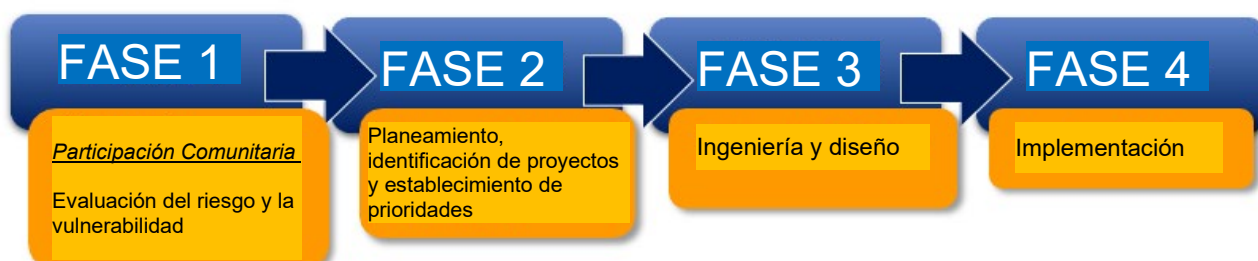 FASE 1
Participación Comunitaria
Evaluación del riesgo y la
vulnerabilidad
FASE 2
Planeamiento,
identificación de proyectos
y establecimiento de
prioridades
FASE 3
Ingeniería y diseño
FASE 4
Implementación